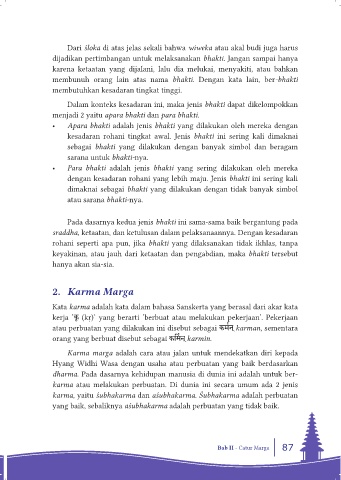 Dari śloka di atas jelas sekali bahwa wiweka atau akal budi juga harus
dijadikan pertimbangan untuk melaksanakan bhakti. Jangan sampai hanya
karena ketaatan yang dijalani, lalu dia melukai, menyakiti, atau bahkan
membunuh orang lain atas nama bhakti. Dengan kata lain, ber-bhakti
membutuhkan kesadaran tingkat tinggi.
Dalam konteks kesadaran ini, maka jenis bhakti dapat dikelompokkan
menjadi 2 yaitu apara bhakti dan para bhakti.
• Apara bhakti adalah jenis bhakti yang dilakukan oleh mereka dengan
kesadaran rohani tingkat awal. Jenis bhakti ini sering kali dimaknai
sebagai bhakti yang dilakukan dengan banyak simbol dan beragam
sarana untuk bhakti-nya.
• Para bhakti adalah jenis bhakti yang sering dilakukan oleh mereka
dengan kesadaran rohani yang lebih maju. Jenis bhakti ini sering kali
dimaknai sebagai bhakti yang dilakukan dengan tidak banyak simbol
atau sarana bhakti-nya.
Pada dasarnya kedua jenis bhakti ini sama-sama baik bergantung pada
sraddha, ketaatan, dan ketulusan dalam pelaksanaannya. Dengan kesadaran
rohani seperti apa pun, jika bhakti yang dilaksanakan tidak ikhlas, tanpa
keyakinan, atau jauh dari ketaatan dan pengabdian, maka bhakti tersebut
hanya akan sia-sia.
2. Karma Marga
Kata karma adalah kata dalam bahasa Sanskerta yang berasal dari akar kata
kerja 'कृ (kṛ)' yang berarti 'berbuat atau melakukan pekerjaan'. Pekerjaan
atau perbuatan yang dilakukan ini disebut sebagai कर्मन् karman, sementara
orang yang berbuat disebut sebagai कर्मिन् karmin.
Karma marga adalah cara atau jalan untuk mendekatkan diri kepada
Hyang Widhi Wasa dengan usaha atau perbuatan yang baik berdasarkan
dharma. Pada dasarnya kehidupan manusia di dunia ini adalah untuk ber-
karma atau melakukan perbuatan. Di dunia ini secara umum ada 2 jenis
karma, yaitu śubhakarma dan aśubhakarma. Śubhakarma adalah perbuatan
yang baik, sebaliknya aśubhakarma adalah perbuatan yang tidak baik.
Bab II - Catur Marga 87